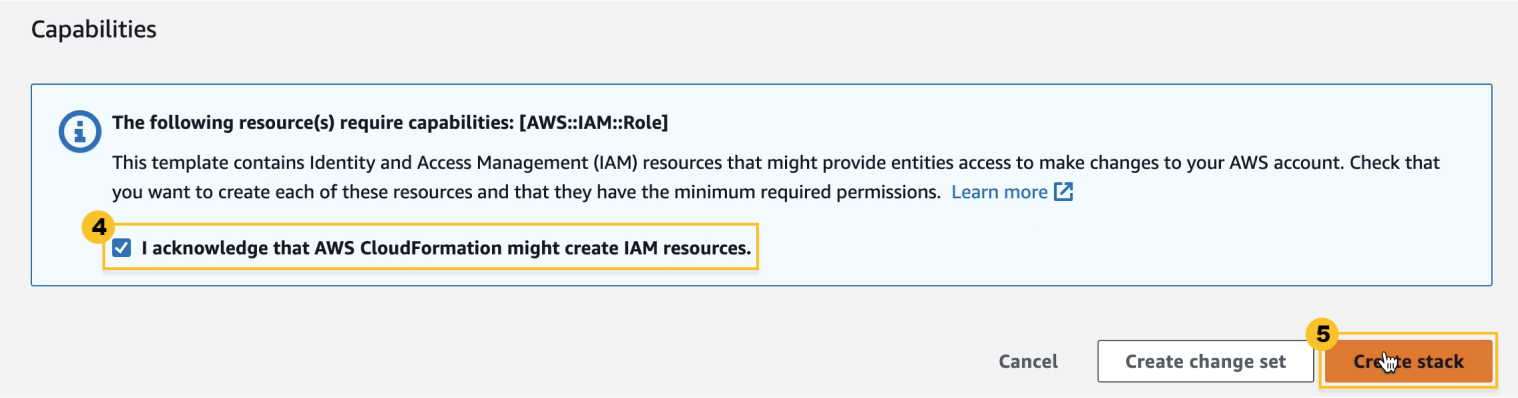 Capabilities
The following resource(s) require capabilities: [AWS::IAM::Role]
This template contains Identity and Access Management (IAM) resources that might provide entities access to make changes to your AWS account. Check that
you want to create each of these resources and that they have the minimum required permissions. Learn more
4
I acknowledge that AWS CloudFormation might create IAM resources.
5
Cancel Create change set Create stack